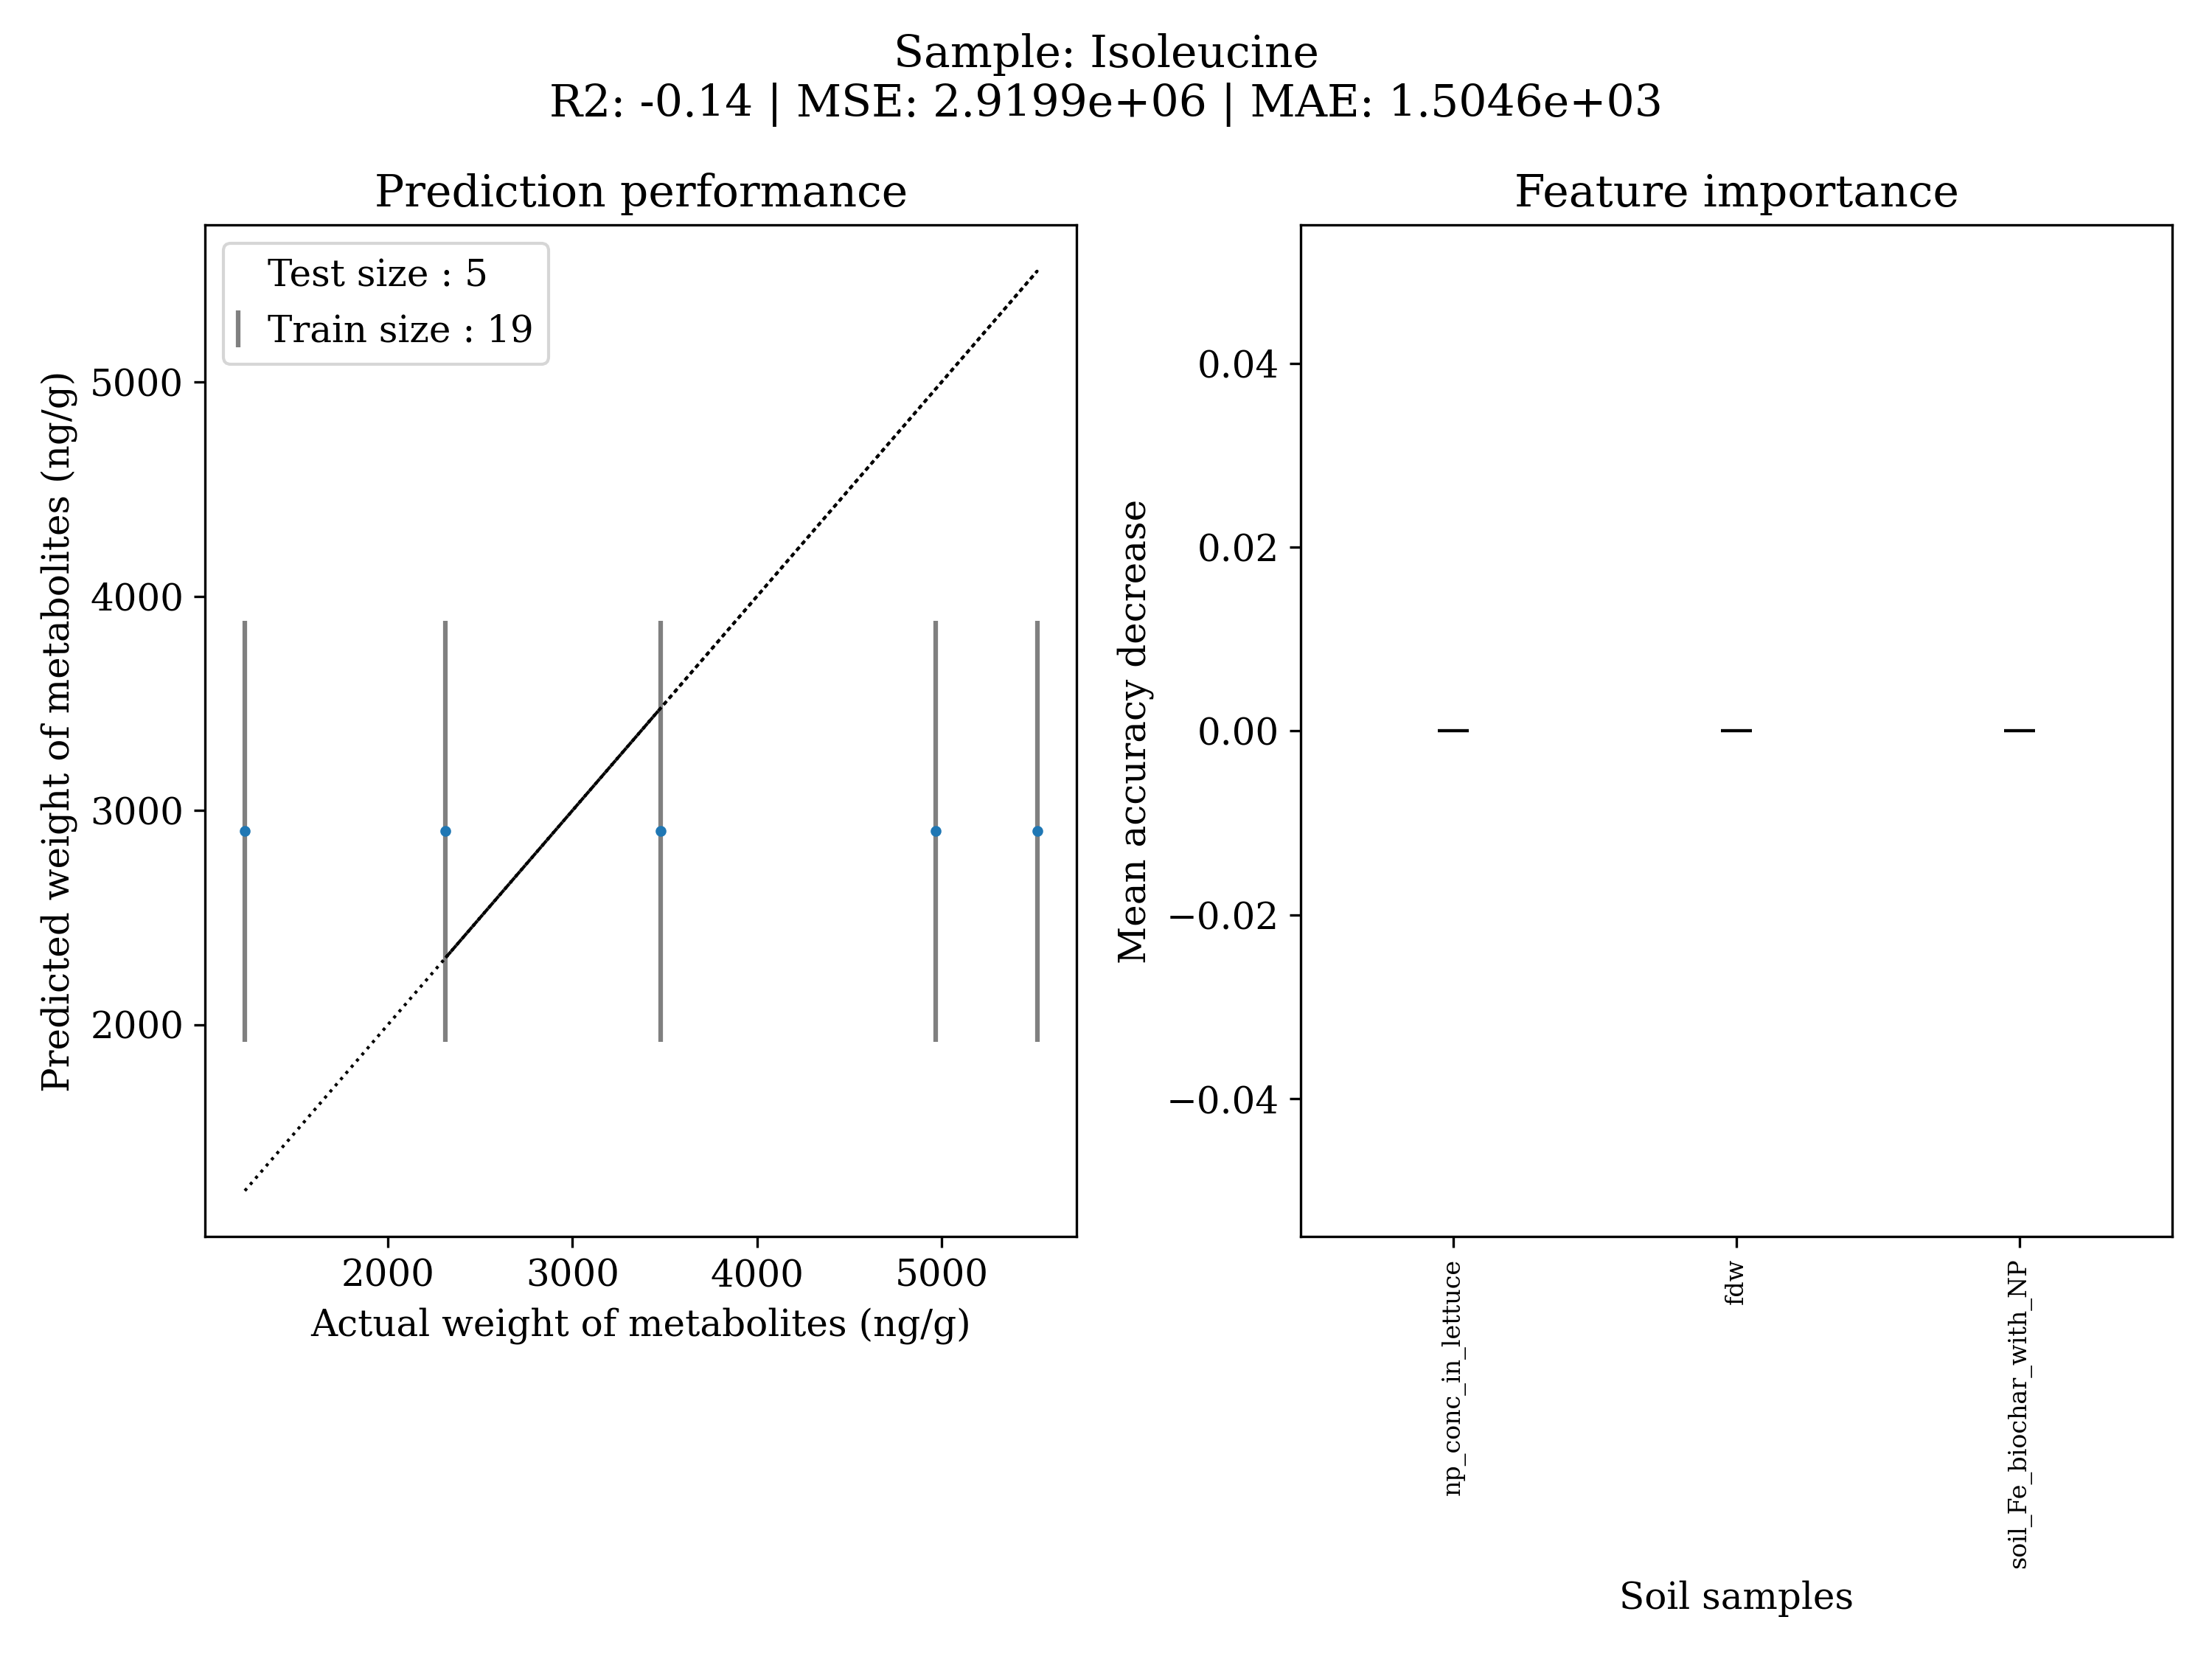 Sample: Isoleucine
R2: -0.14 | MSE: 2.9199e+06 | MAE: 1.5046e+03
Prediction performance
Test size : 5
Train size : 19
5000
4000
3000
2000
Predicted weight of metabolites (ng/g)
2000 3000 4000 5000
Actual weight of metabolites (ng/g)
Feature importance
0.04
0.02
0.00
−0.02
−0.04
Mean accuracy decrease
np_conc_in_lettuce
fdw
soil_Fe_biochar_with_NP
Soil samples